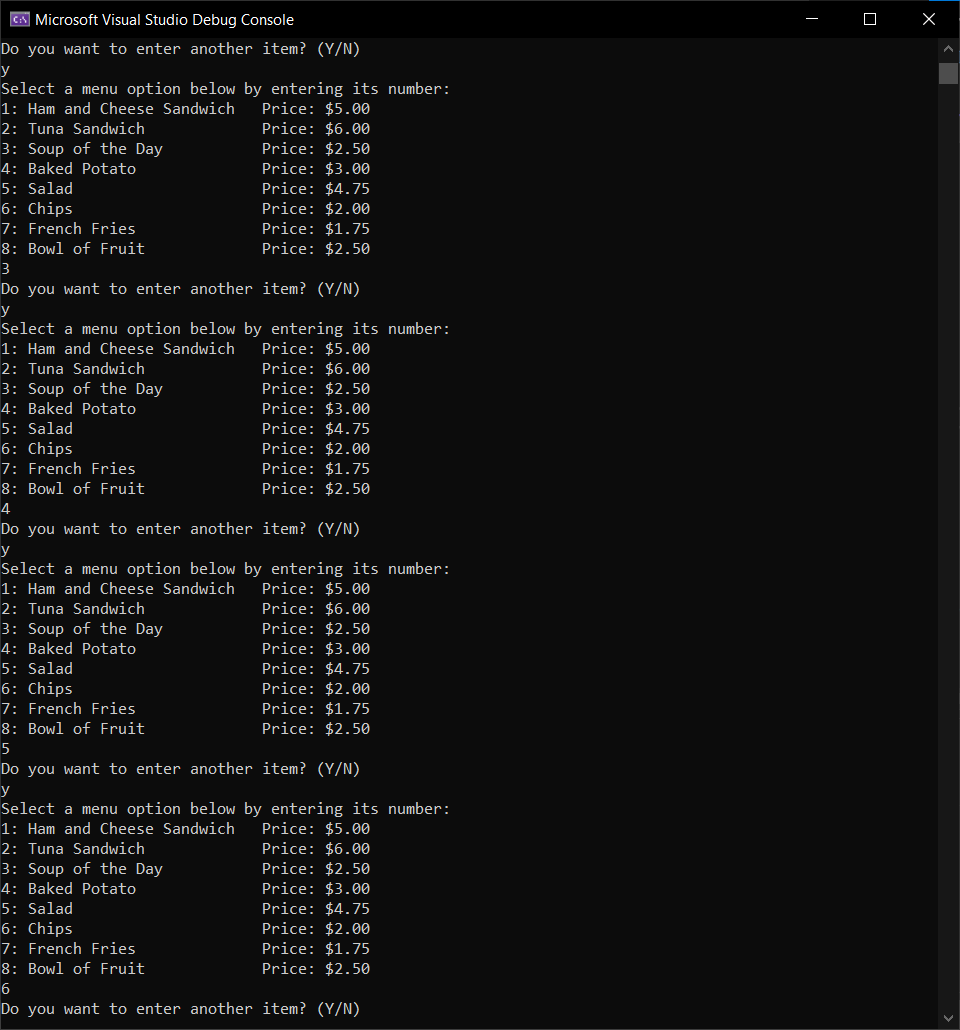 Microsoft Visual Studio Debug Console
Do you want to enter another item? (Y/N)
y
Select a menu option below by entering its number:
1: Ham and Cheese Sandwich   Price: $5.00
2: Tuna Sandwich             Price: $6.00
3: Soup of the Day           Price: $2.50
4: Baked Potato              Price: $3.00
5: Salad                     Price: $4.75
6: Chips                     Price: $2.00
7: French Fries              Price: $1.75
8: Bowl of Fruit             Price: $2.50
3
Do you want to enter another item? (Y/N)
y
Select a menu option below by entering its number:
1: Ham and Cheese Sandwich   Price: $5.00
2: Tuna Sandwich             Price: $6.00
3: Soup of the Day           Price: $2.50
4: Baked Potato              Price: $3.00
5: Salad                     Price: $4.75
6: Chips                     Price: $2.00
7: French Fries              Price: $1.75
8: Bowl of Fruit             Price: $2.50
4
Do you want to enter another item? (Y/N)
y
Select a menu option below by entering its number:
1: Ham and Cheese Sandwich   Price: $5.00
2: Tuna Sandwich             Price: $6.00
3: Soup of the Day           Price: $2.50
4: Baked Potato              Price: $3.00
5: Salad                     Price: $4.75
6: Chips                     Price: $2.00
7: French Fries              Price: $1.75
8: Bowl of Fruit             Price: $2.50
5
Do you want to enter another item? (Y/N)
y
Select a menu option below by entering its number:
1: Ham and Cheese Sandwich   Price: $5.00
2: Tuna Sandwich             Price: $6.00
3: Soup of the Day           Price: $2.50
4: Baked Potato              Price: $3.00
5: Salad                     Price: $4.75
6: Chips                     Price: $2.00
7: French Fries              Price: $1.75
8: Bowl of Fruit             Price: $2.50
6
Do you want to enter another item? (Y/N)